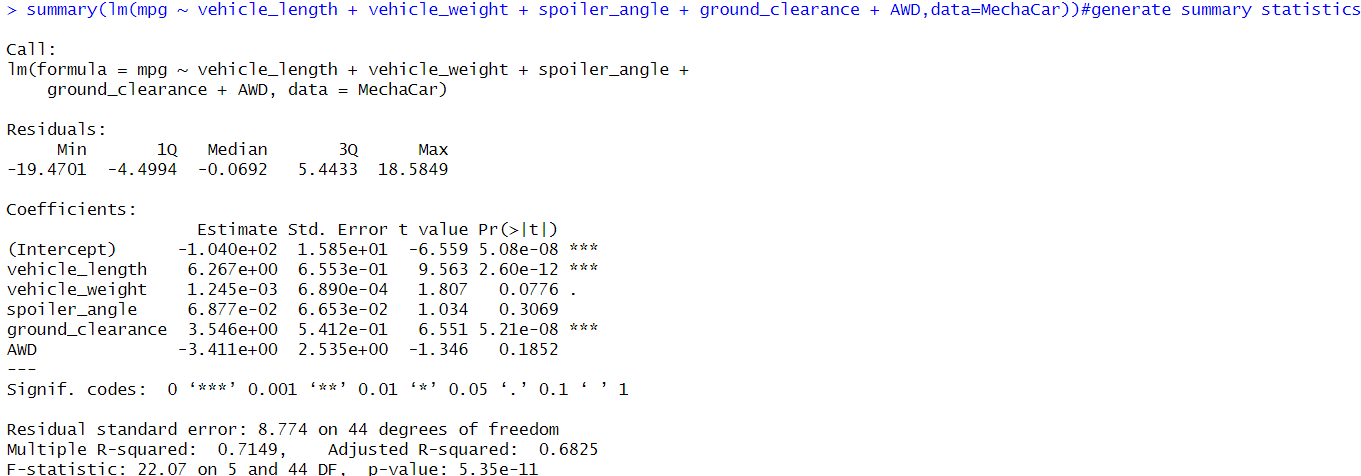 > summary(lm(mpg ~ vehicle_length + vehicle_weight + spoiler_angle + ground_clearance + AWD,data=MechaCar))#generate summary statistics
Call:
lm(formula = mpg ~ vehicle_length + vehicle_weight + spoiler_angle +
    ground_clearance + AWD, data = MechaCar)
Residuals:
     Min       1Q   Median       3Q      Max
-19.4701  -4.4994  -0.0692   5.4433  18.5849
Coefficients:
                   Estimate Std. Error t value Pr(>|t|)
(Intercept)      -1.040e+02  1.585e+01  -6.559 5.08e-08 ***
vehicle_length    6.267e+00  6.553e-01   9.563 2.60e-12 ***
vehicle_weight    1.245e-03  6.890e-04   1.807   0.0776 .
spoiler_angle     6.877e-02  6.653e-02   1.034   0.3069
ground_clearance  3.546e+00  5.412e-01   6.551 5.21e-08 ***
AWD              -3.411e+00  2.535e+00  -1.346   0.1852
---
Signif. codes:  0 ‘***’ 0.001 ‘**’ 0.01 ‘*’ 0.05 ‘.’ 0.1 ‘ ’ 1
Residual standard error: 8.774 on 44 degrees of freedom
Multiple R-squared:  0.7149,    Adjusted R-squared:  0.6825
F-statistic: 22.07 on 5 and 44 DF,  p-value: 5.35e-11